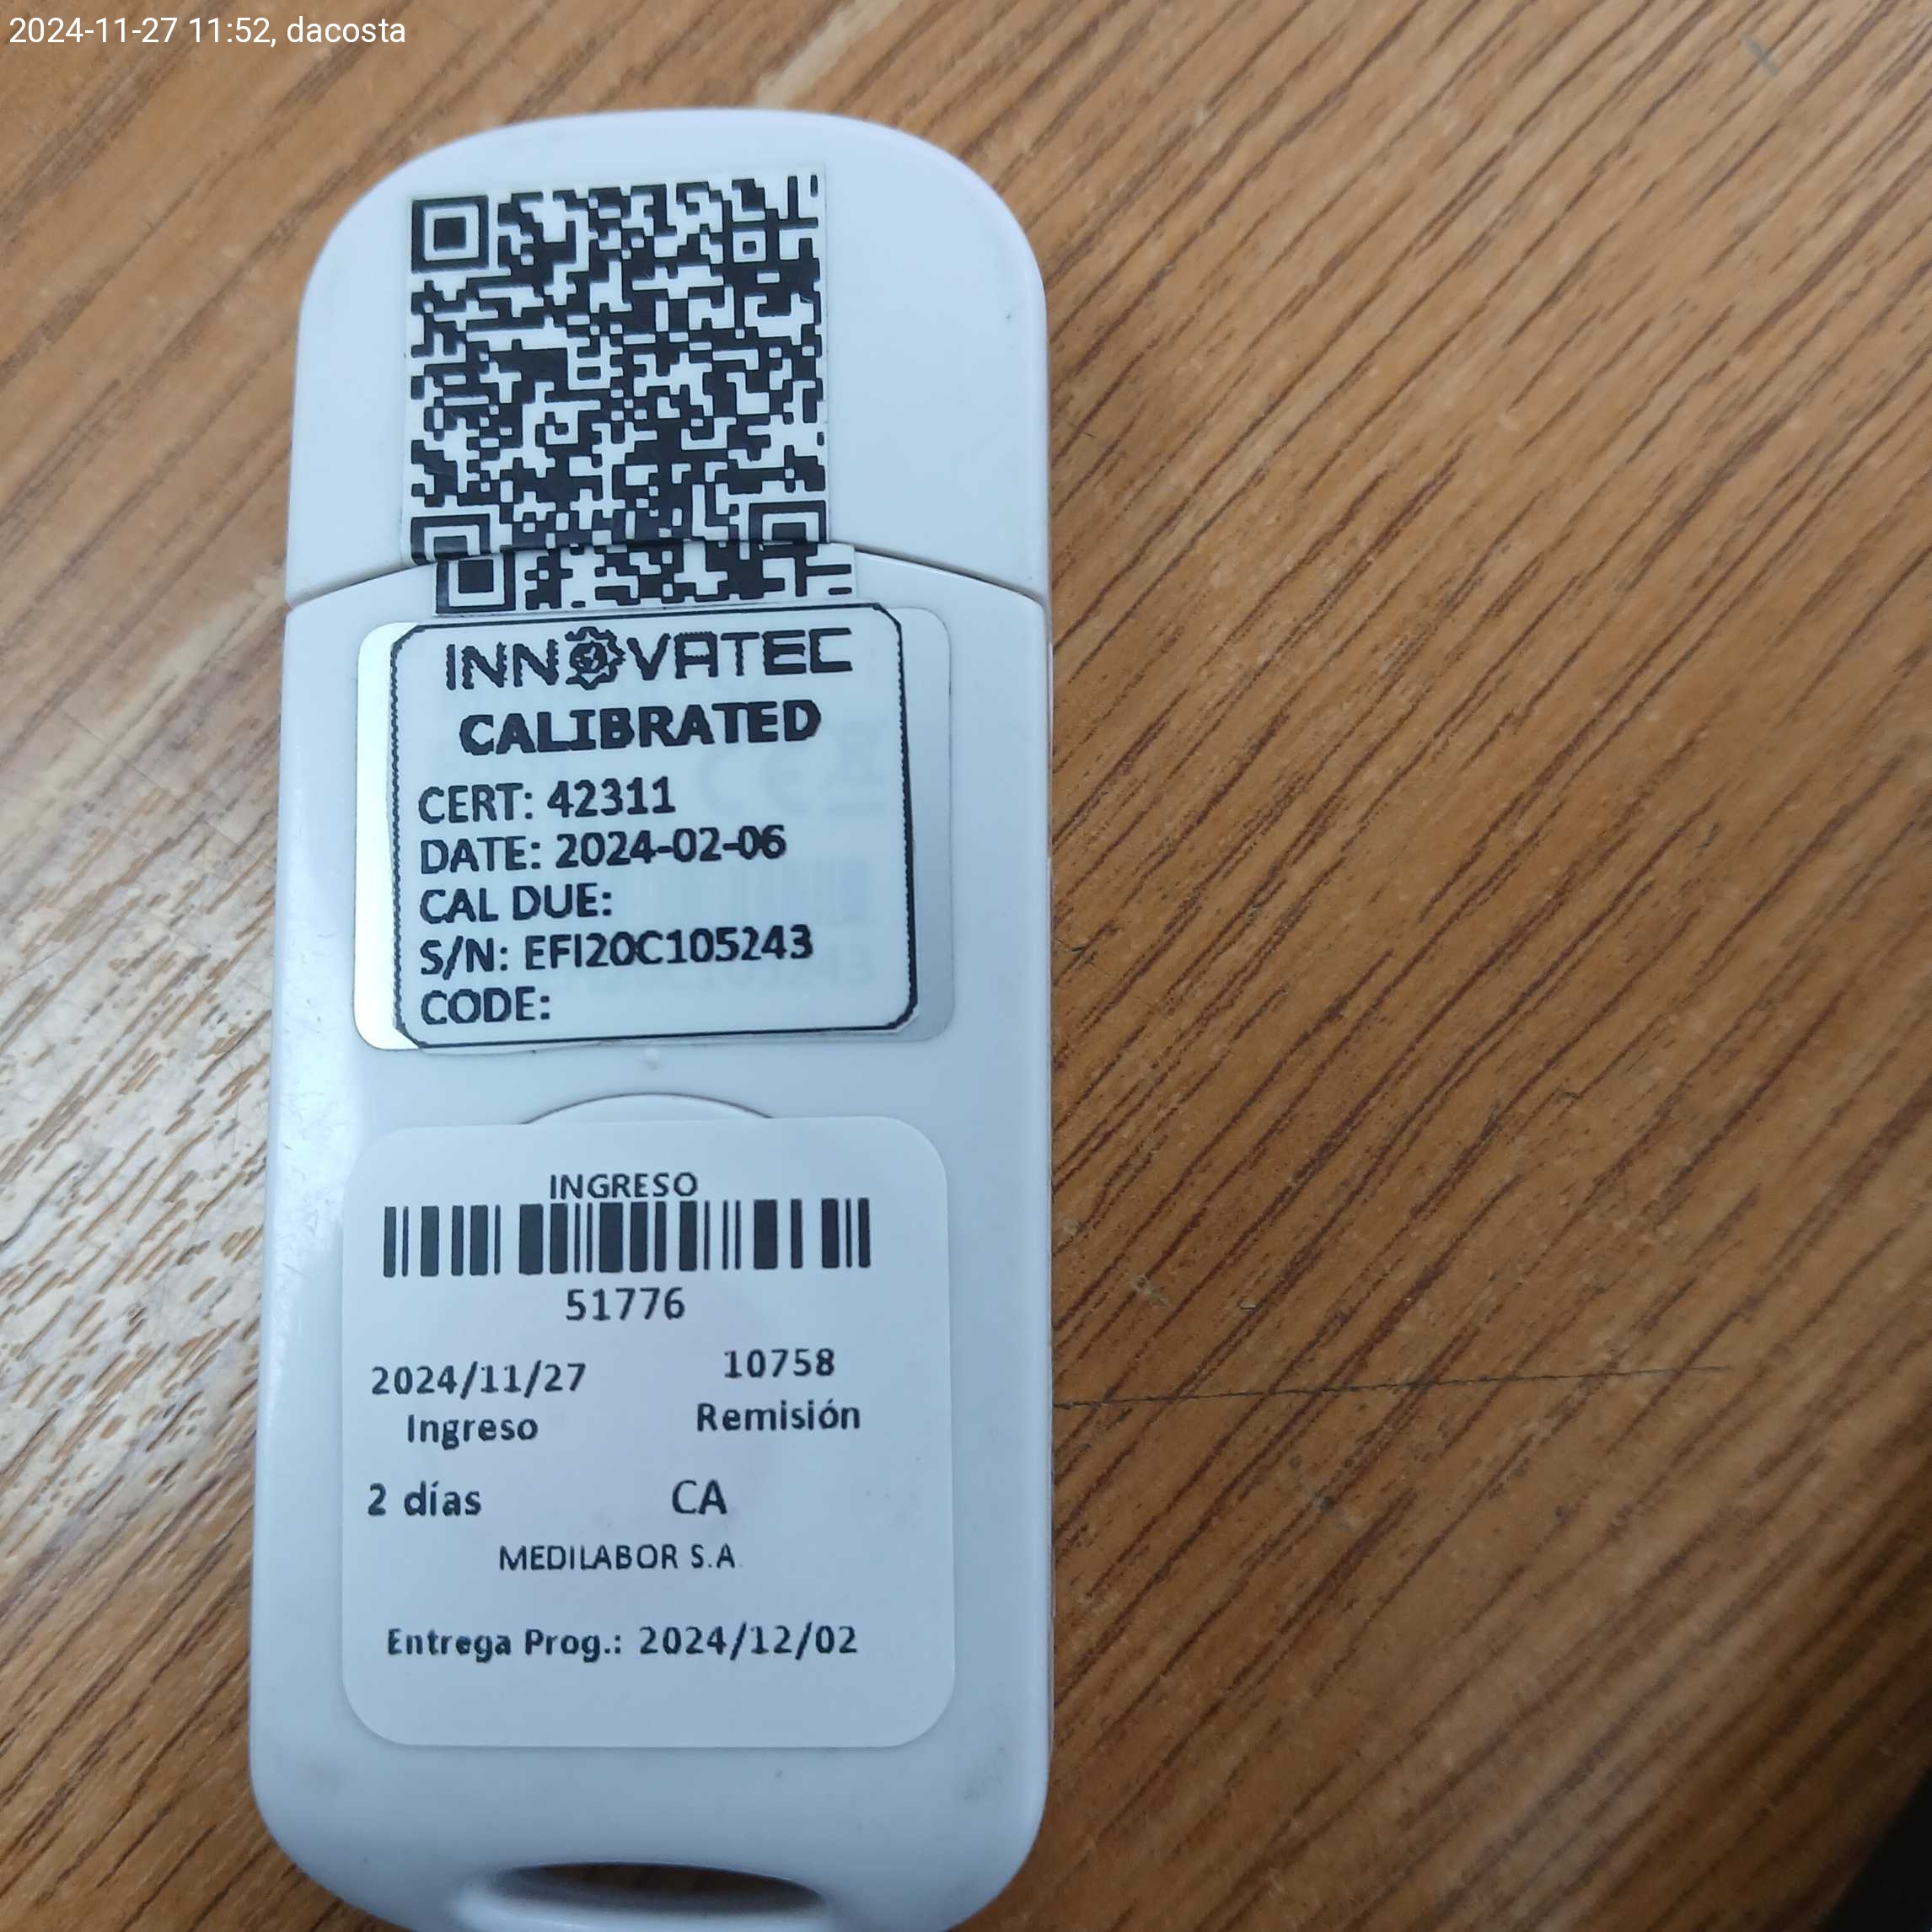 2024-11-27 11:52, dacosta
INNOVATEC
CALIBRATED
CERT: 42311
DATE: 2024-02-06
CAL DUE:
S/N: EFI20C105243
CODE:
INGRESO
51776
2024/11/27 10758
Ingreso Remisión
2 días CA
MEDILABOR S.A.
Entrega Prog.: 2024/12/02